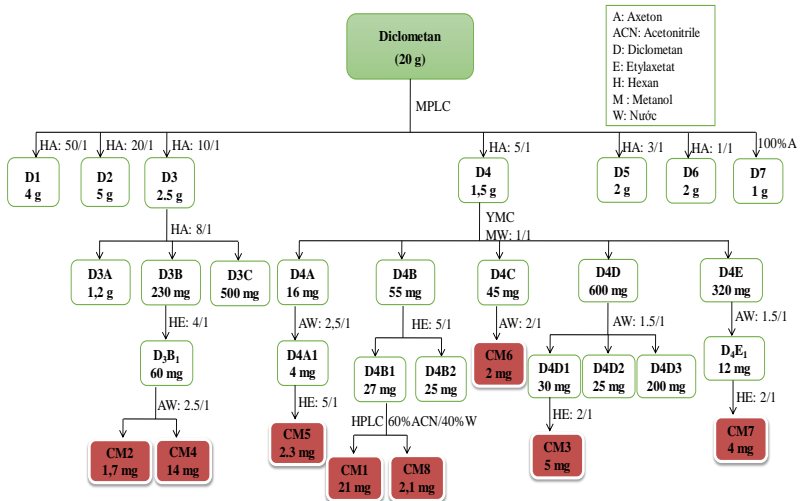 Diclometan
(20 g)
A: Axeton
ACN: Acetonitrile
D: Diclometan
E: Etylaxetat
H: Hexan
M : Metanol
W: Nước
MPLC
HA: 50/1
HA: 20/1
HA: 10/1
HA: 5/1
HA: 3/1
HA: 1/1
100%A
D1
4 g
D2
5 g
D3
2.5 g
D4
1,5 g
D5
2 g
D6
2 g
D7
1 g
HA: 8/1
YMC
MW: 1/1
D3A
1,2 g
D3B
230 mg
D3C
500 mg
D4A
16 mg
D4B
55 mg
D4C
45 mg
D4D
600 mg
D4E
320 mg
HE: 4/1
AW: 2,5/1
HE: 5/1
AW: 2/1
AW: 1.5/1
AW: 1.5/1
D₃B₁
60 mg
D4A1
4 mg
D4B1
27 mg
D4B2
25 mg
CM6
2 mg
D4D1
30 mg
D4D2
25 mg
D4D3
200 mg
D₄E₁
12 mg
AW: 2.5/1
HE: 5/1
HPLC 60%ACN/40%W
HE: 2/1
HE: 2/1
CM2
1,7 mg
CM4
14 mg
CM5
2.3 mg
CM1
21 mg
CM8
2,1 mg
CM3
5 mg
CM7
4 mg